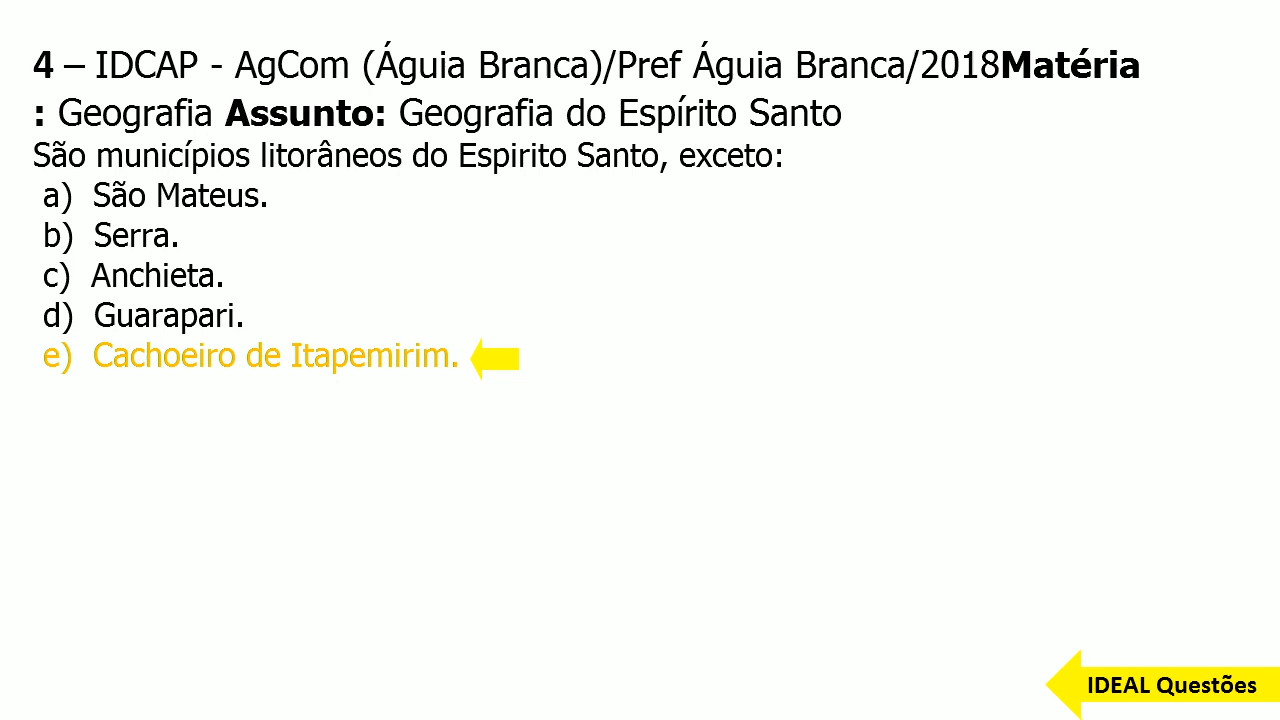 4 – IDCAP - AgCom (Águia Branca)/Pref Águia Branca/2018Matéria
: Geografia Assunto: Geografia do Espírito Santo
São municípios litorâneos do Espirito Santo, exceto:
a) São Mateus.
b) Serra.
c) Anchieta.
d) Guarapari.
e) Cachoeiro de Itapemirim.
IDEAL Questões